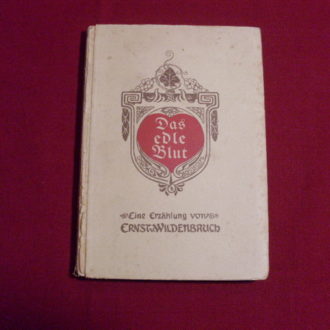 Das
edle
Blut
Eine Erzählung von
ERNST V. WILDENBRUCH